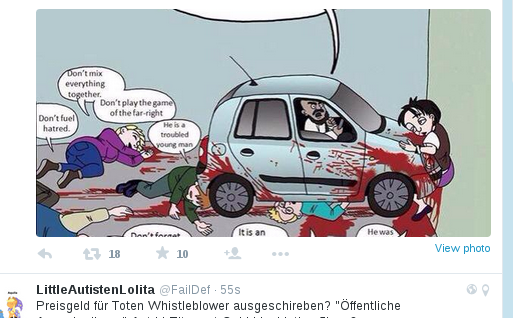 Don't mix
everything
together.
Don't play the game
of the far-right
Don't fuel
hatred.
He is a
troubled
young man
Don't forget
It is an
He was
18
10
View photo
LittleAutistenLolita @FailDef · 55s
Preisgeld für Toten Whistleblower ausgeschireben? "Öffentliche